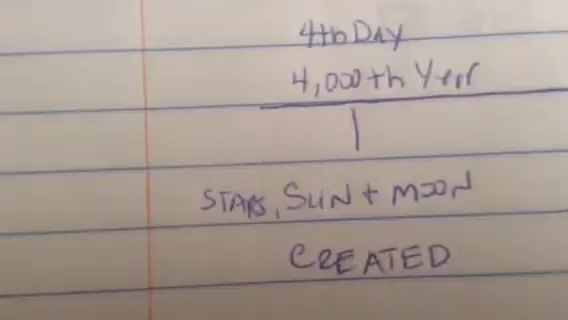 4th DAY
4,000th Year
STARS, SUN + MOON
CREATED